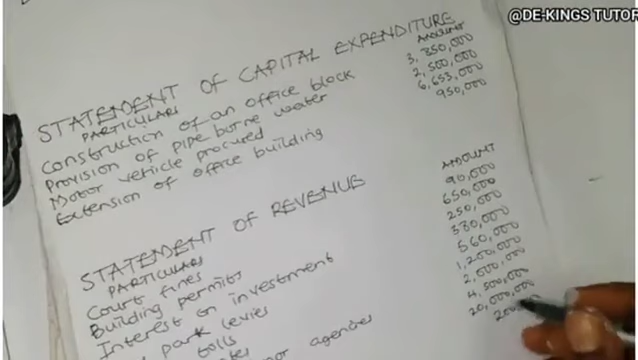 @DE-KINGS TUTOR
STATEMENT OF CAPITAL EXPENDITURE
PARTICULARS AMOUNT
Construction of an office block 3,850,000
Provision of pipe borne water 2,500,000
Motor vehicle procured 6,653,000
Extension of office building 950,000
STATEMENT OF REVENUE
PARTICULARS AMOUNT
Court fines 90,000
Building permits 650,000
Interest on investment 250,000
park levies 380,000
tolls 560,000
1,200,000
agencies 2,000,000
4,500,000
20,000,000